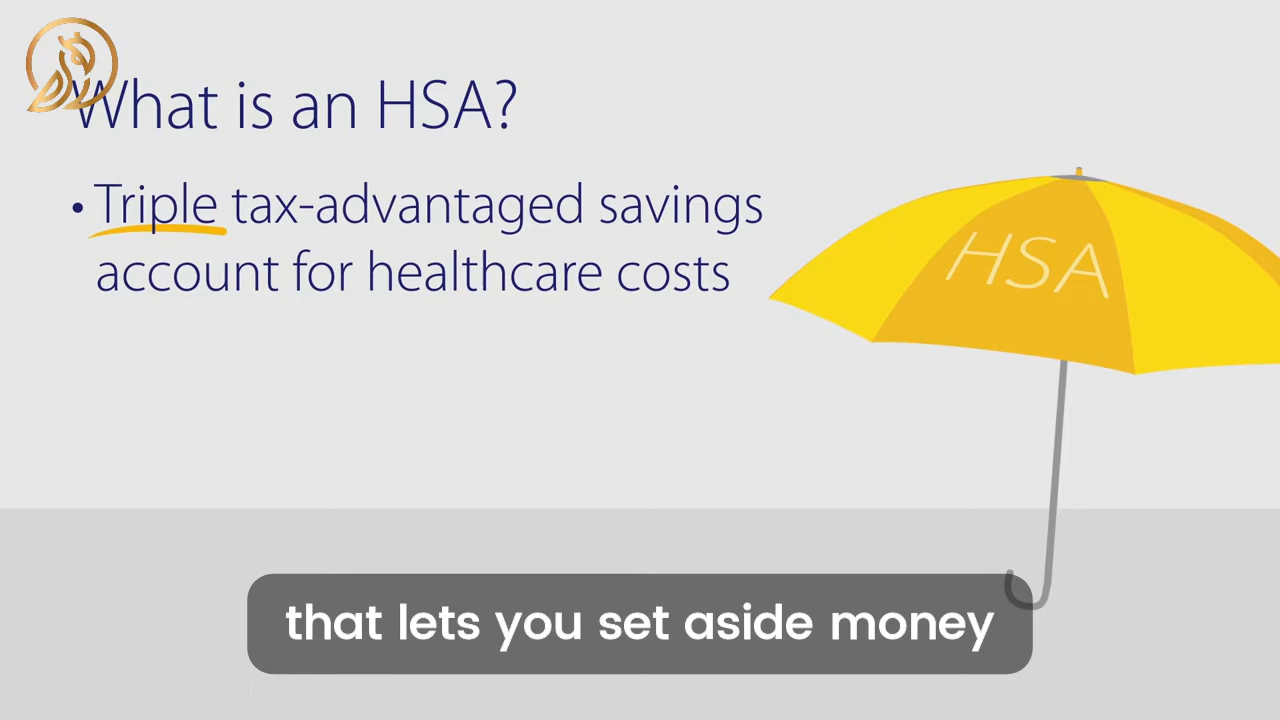 What is an HSA?
• Triple tax-advantaged savings
account for healthcare costs
HSA
that lets you set aside money